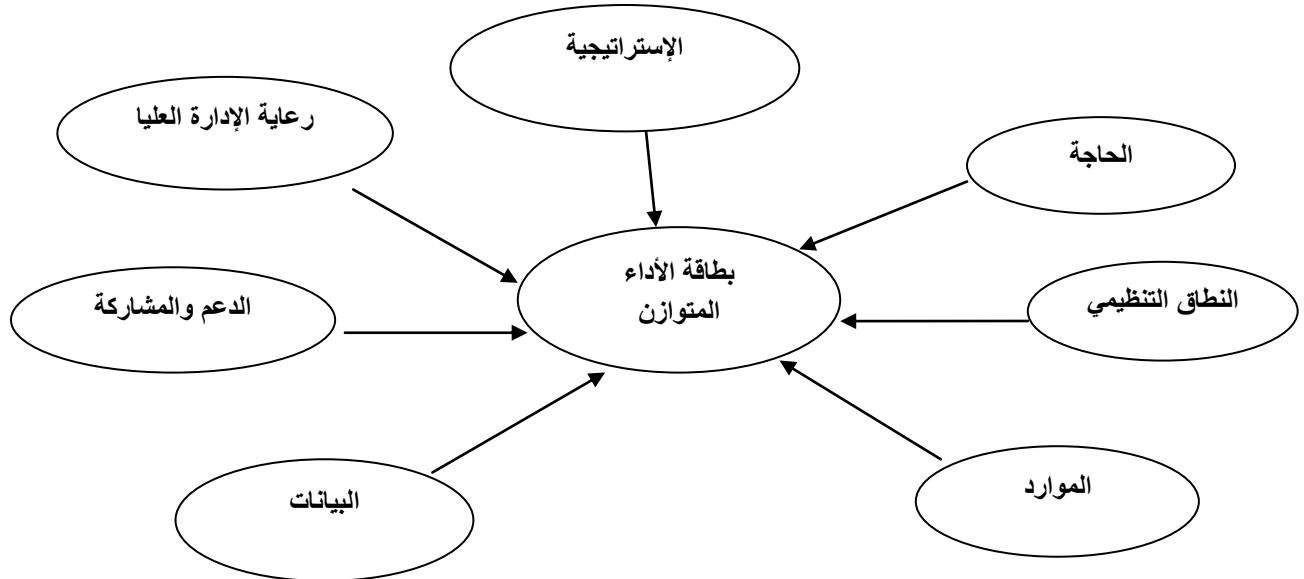 الإستراتيجية
رعاية الإدارة العليا
الحاجة
بطاقة الأداء
المتوازن
النطاق التنظيمي
الدعم والمشاركة
الموارد
البيانات